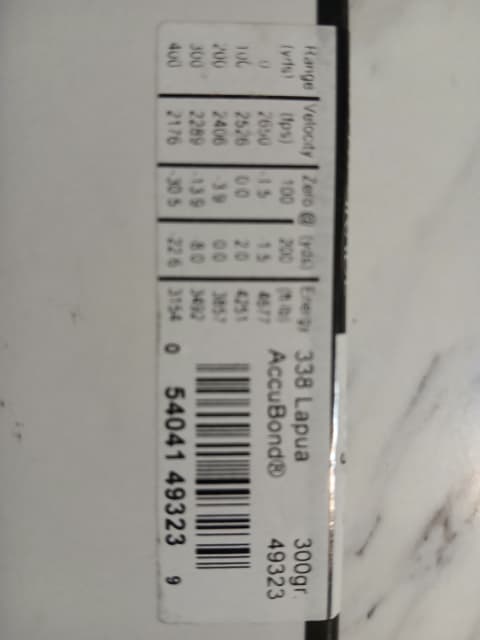 Range Velocity Zero @ (yds) Energy
(yds) (fps) 100 200 (ft-lb)
0 2650 -1.5 1.5 4677
100 2526 0.0 2.0 4251
200 2406 -3.9 0.0 3857
300 2289 -13.9 -8.0 3492
400 2176 -30.5 -22.6 3154
338 Lapua 300gr.
AccuBond® 49323
0 54041 49323 9